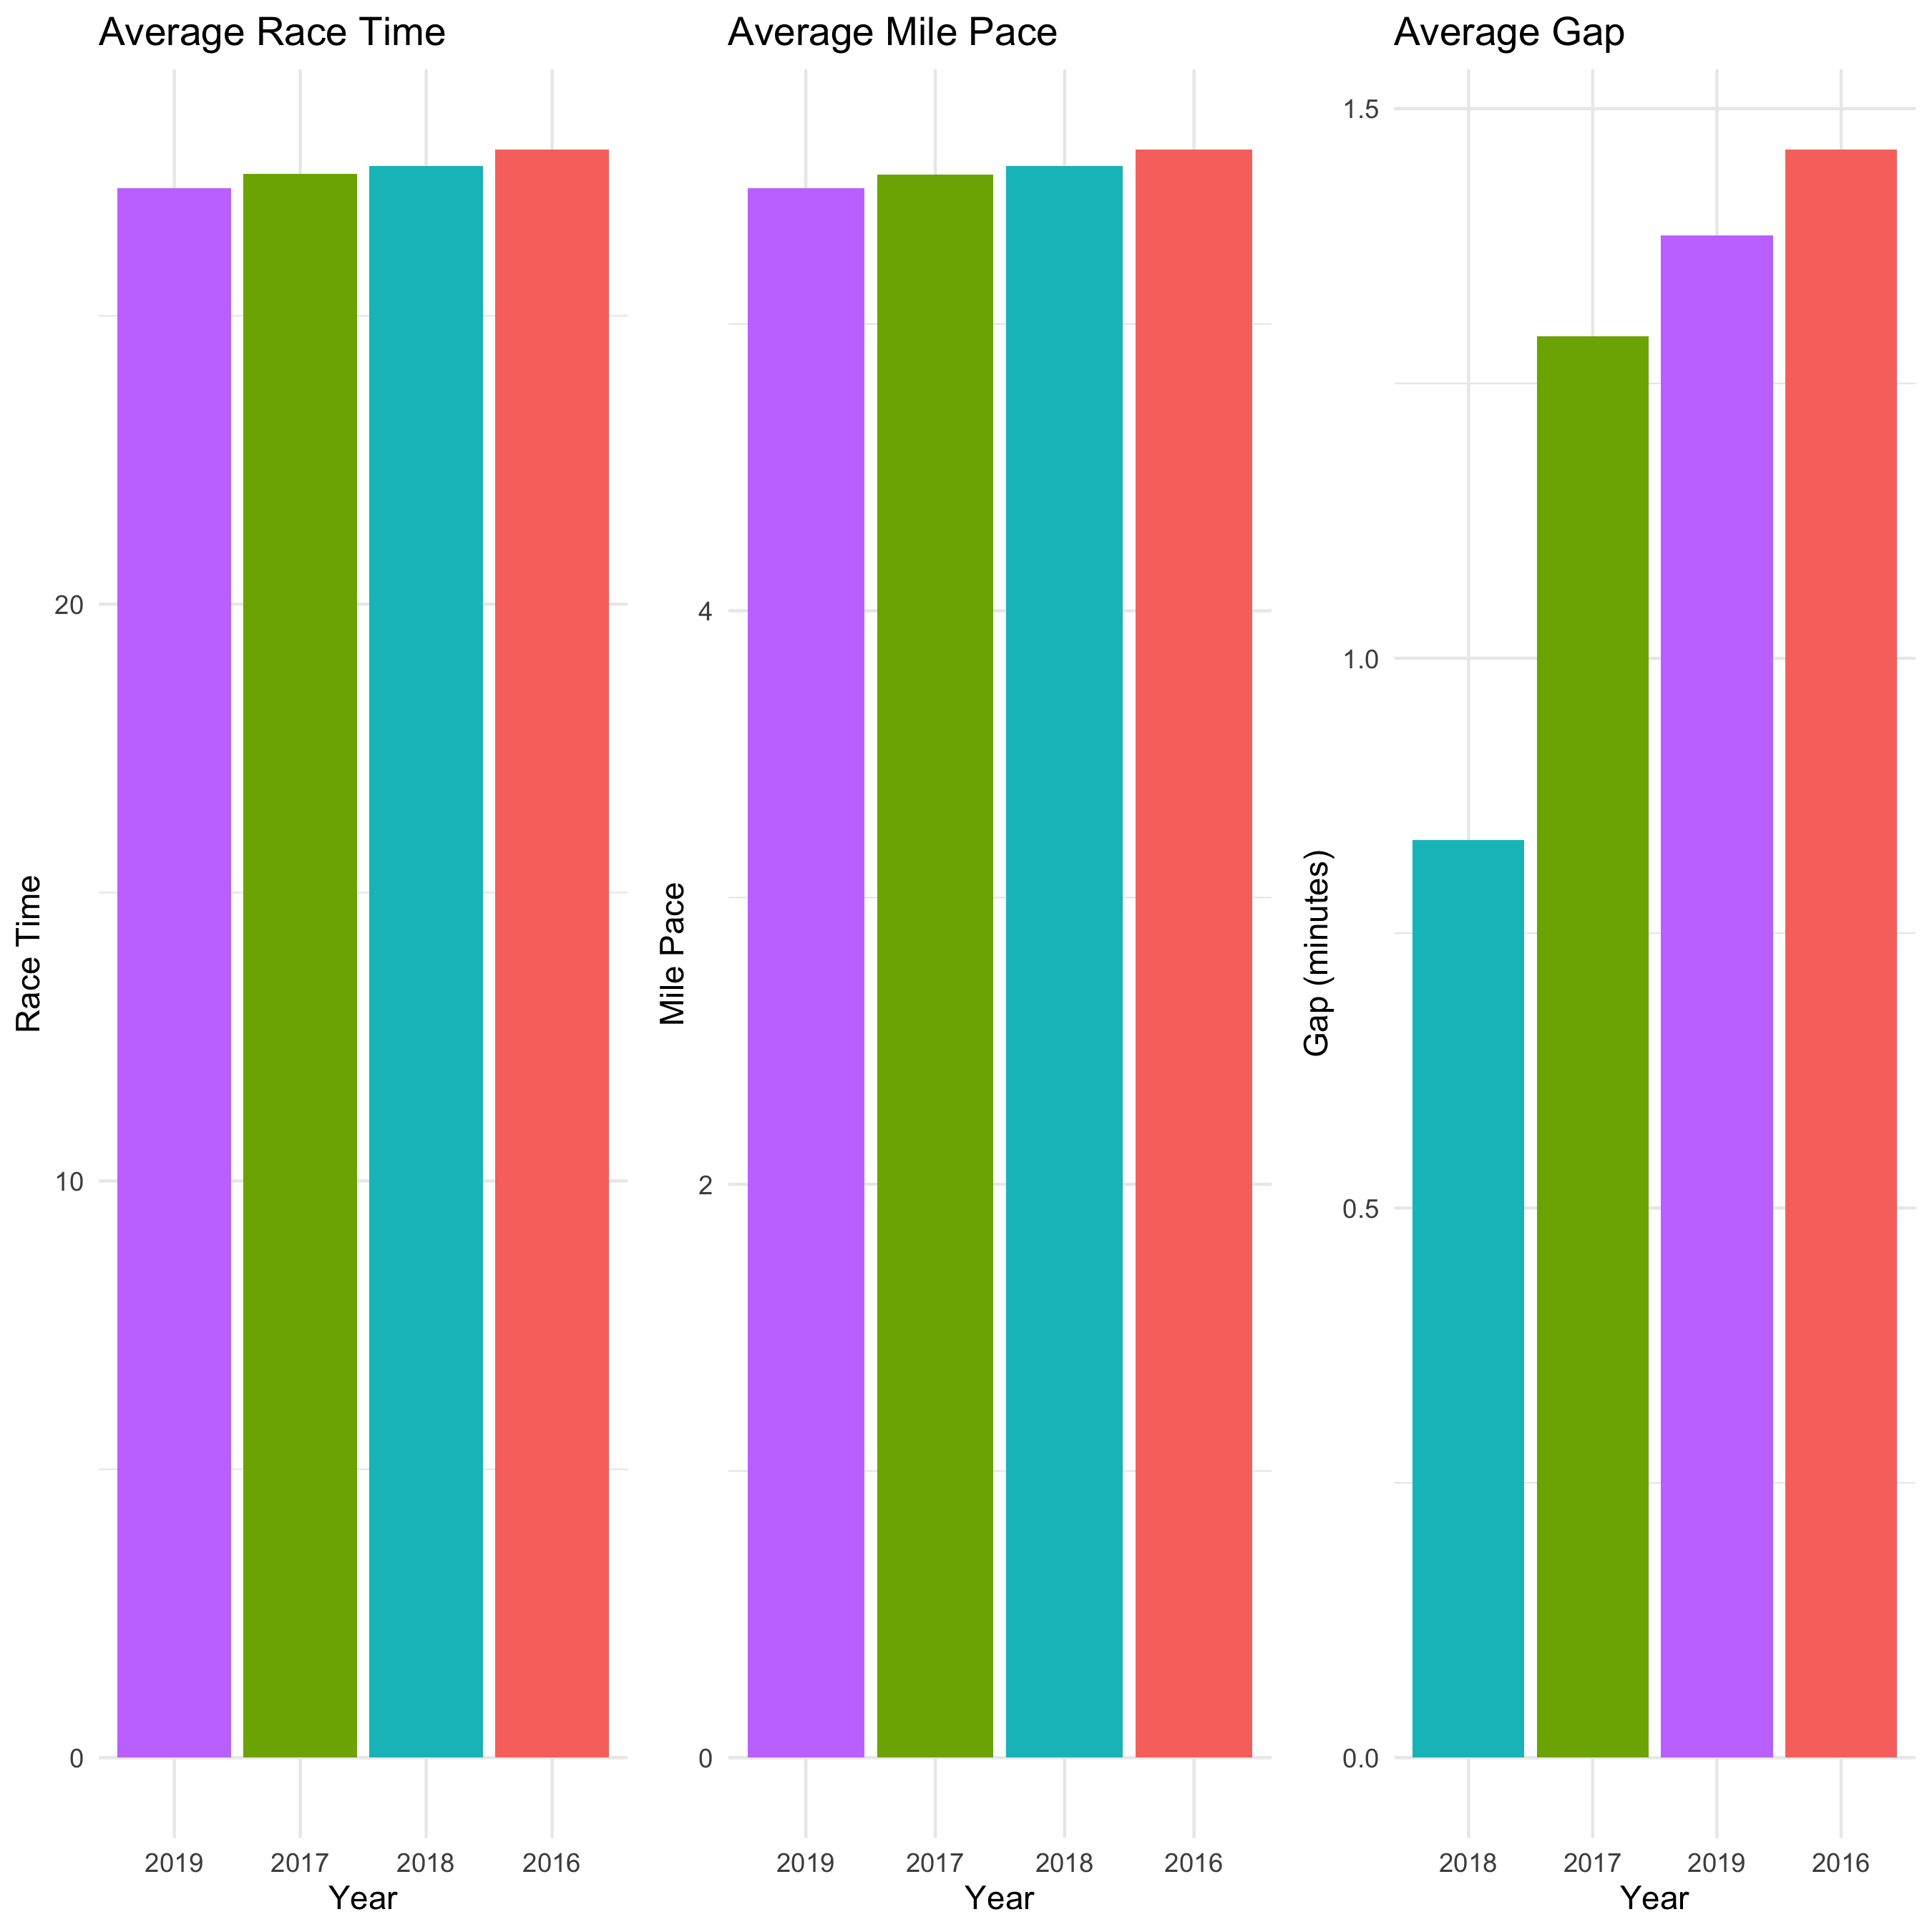 Average Race Time
Race Time
20
10
0
2019 2017 2018 2016
Year
Average Mile Pace
Mile Pace
4
2
0
2019 2017 2018 2016
Year
Average Gap
Gap (minutes)
1.5
1.0
0.5
0.0
2018 2017 2019 2016
Year